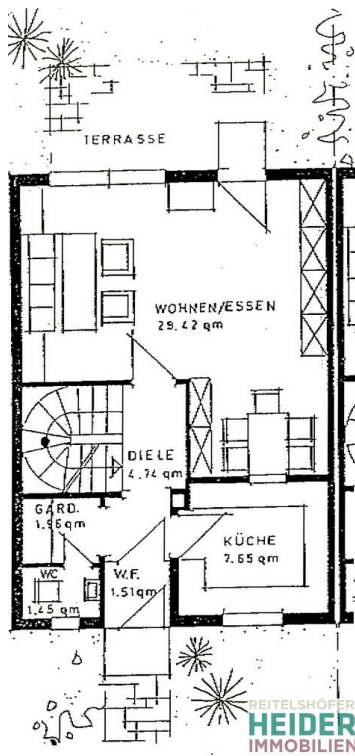 TERRASSE
WOHNEN/ESSEN
29.42 qm
DIELE
4.74 qm
GARD.
1.96 qm
KÜCHE
7.65 qm
WC
1.45 qm
W.F.
1.51 qm
REITELSHÖFER
HEIDER
IMMOBILIEN